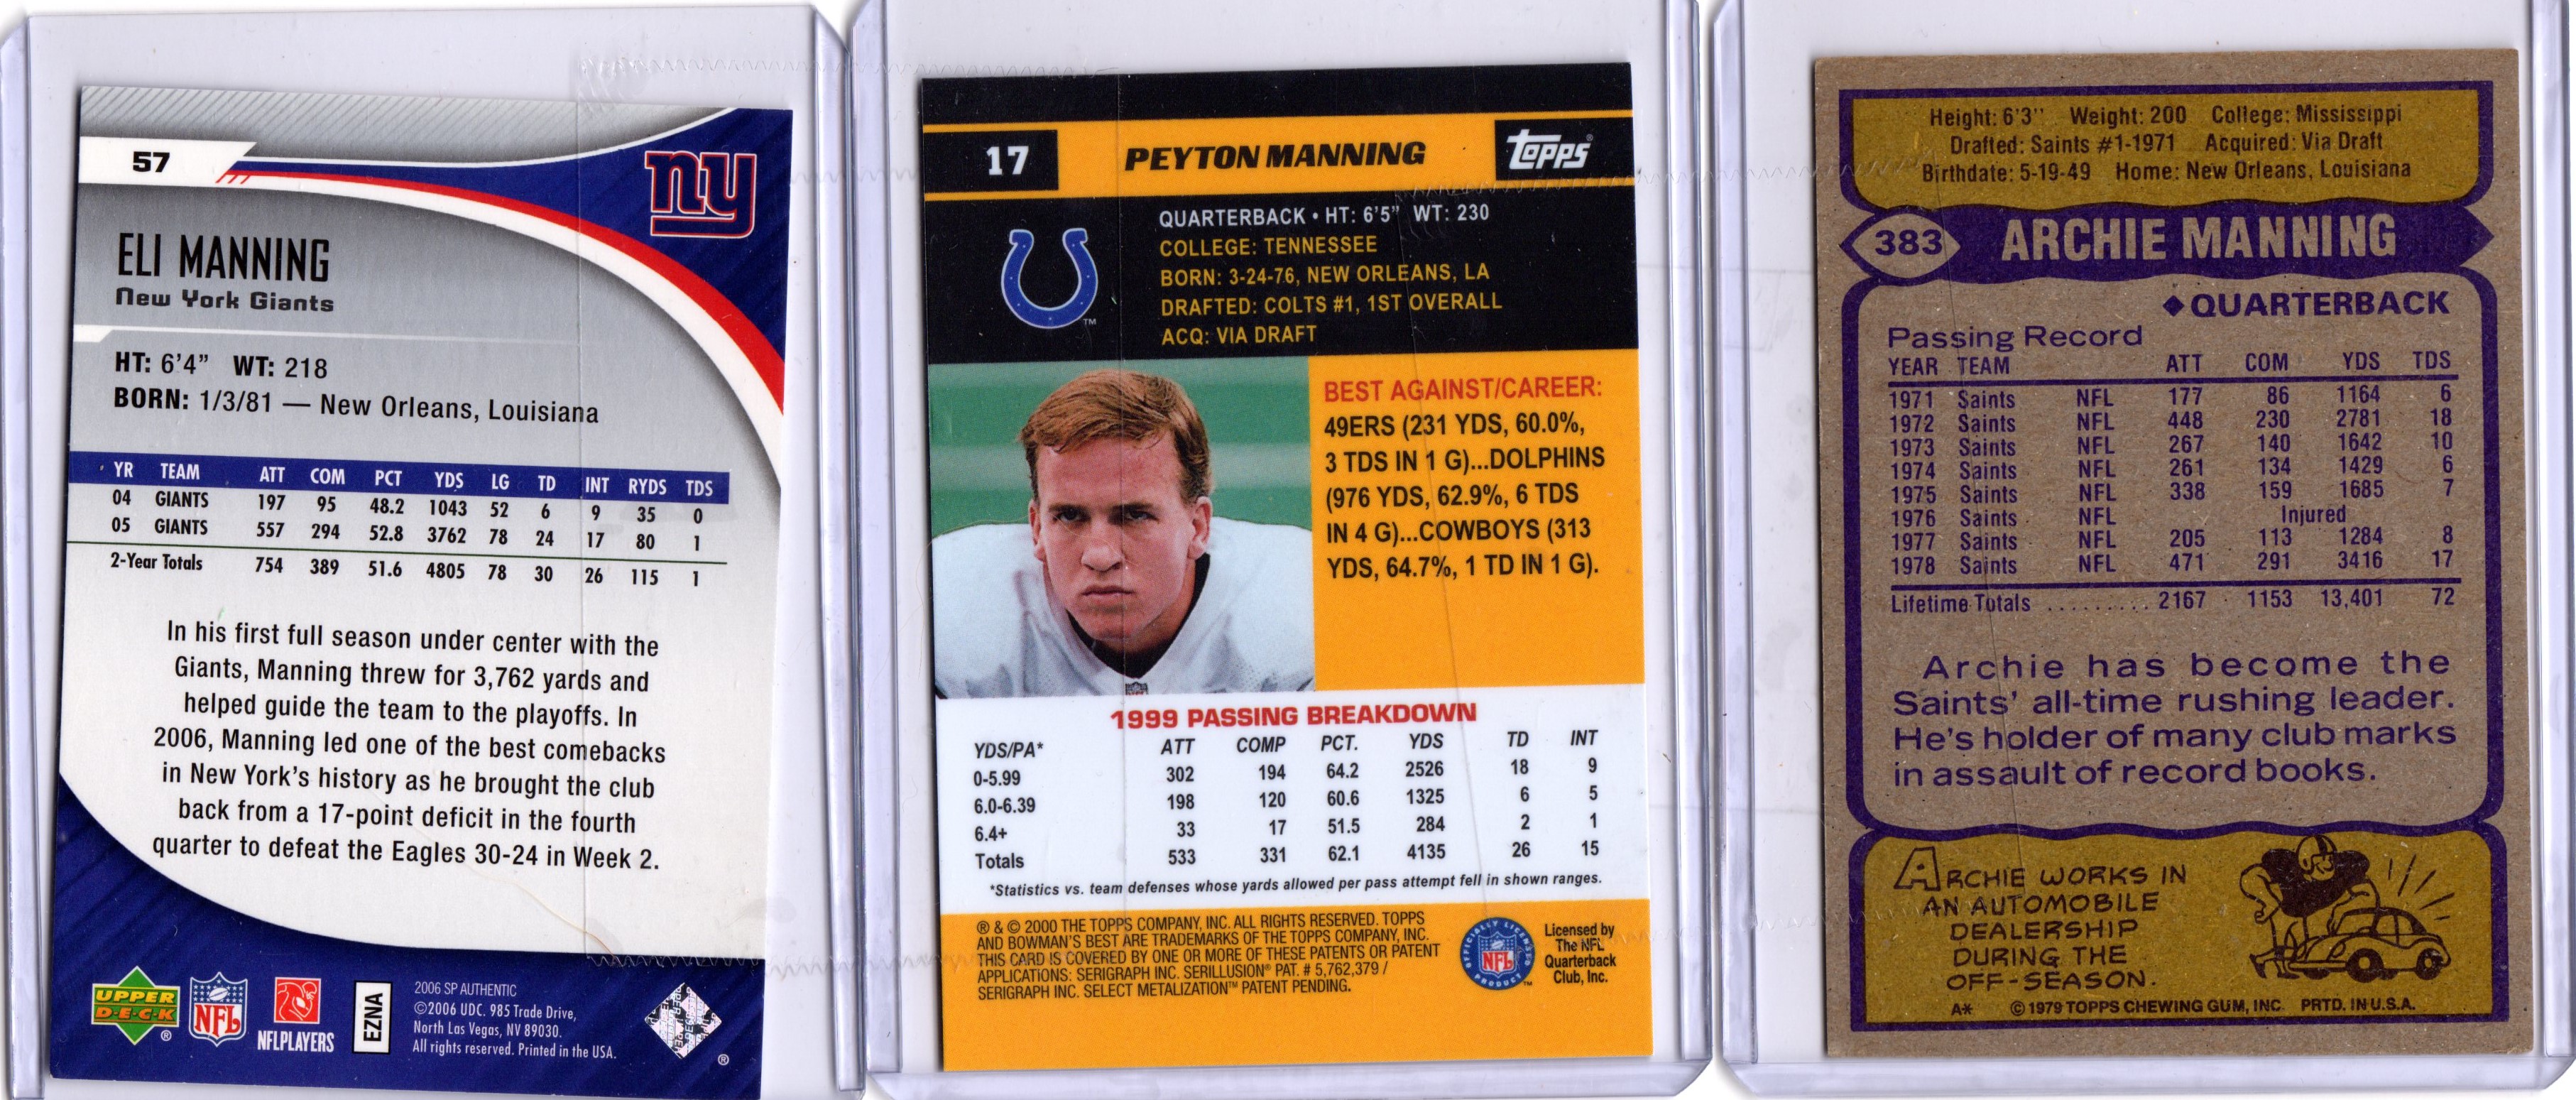 57
ny
ELI MANNING
New York Giants
HT: 6'4" WT: 218
BORN: 1/3/81 — New Orleans, Louisiana
YR TEAM ATT COM PCT YDS LG TD INT RYDS TDS
04 GIANTS 197 95 48.2 1043 52 6 9 35 0
05 GIANTS 557 294 52.8 3762 78 24 17 80 1
2-Year Totals 754 389 51.6 4805 78 30 26 115 1
In his first full season under center with the
Giants, Manning threw for 3,762 yards and
helped guide the team to the playoffs. In
2006, Manning led one of the best comebacks
in New York's history as he brought the club
back from a 17-point deficit in the fourth
quarter to defeat the Eagles 30-24 in Week 2.
UPPER
D·E·C·K ®
NFL
NFLPLAYERS
EZNA
2006 SP AUTHENTIC
©2006 UDC. 985 Trade Drive,
North Las Vegas, NV 89030.
All rights reserved. Printed in the USA.
®
17 PEYTON MANNING topps®
QUARTERBACK • HT: 6'5" WT: 230
COLLEGE: TENNESSEE
BORN: 3-24-76, NEW ORLEANS, LA
DRAFTED: COLTS #1, 1ST OVERALL
ACQ: VIA DRAFT
TM
BEST AGAINST/CAREER:
49ERS (231 YDS, 60.0%,
3 TDS IN 1 G)...DOLPHINS
(976 YDS, 62.9%, 6 TDS
IN 4 G)...COWBOYS (313
YDS, 64.7%, 1 TD IN 1 G).
1999 PASSING BREAKDOWN
YDS/PA* ATT COMP PCT. YDS TD INT
0-5.99 302 194 64.2 2526 18 9
6.0-6.39 198 120 60.6 1325 6 5
6.4+ 33 17 51.5 284 2 1
Totals 533 331 62.1 4135 26 15
*Statistics vs. team defenses whose yards allowed per pass attempt fell in shown ranges.
® & © 2000 THE TOPPS COMPANY, INC. ALL RIGHTS RESERVED. TOPPS
AND BOWMAN'S BEST ARE TRADEMARKS OF THE TOPPS COMPANY, INC.
THIS CARD IS COVERED BY ONE OR MORE OF THESE PATENTS OR PATENT
APPLICATIONS: SERIGRAPH INC. SERILLUSION® PAT. # 5,762,379 /
SERIGRAPH INC. SELECT METALIZATION™ PATENT PENDING.
OFFICIALLY LICENSED
NFL
PRODUCT
TM
Licensed by
The NFL
Quarterback
Club, Inc.
Height: 6'3'' Weight: 200 College: Mississippi
Drafted: Saints #1-1971 Acquired: Via Draft
Birthdate: 5-19-49 Home: New Orleans, Louisiana
383 ARCHIE MANNING
◆QUARTERBACK
Passing Record
YEAR TEAM ATT COM YDS TDS
1971 Saints NFL 177 86 1164 6
1972 Saints NFL 448 230 2781 18
1973 Saints NFL 267 140 1642 10
1974 Saints NFL 261 134 1429 6
1975 Saints NFL 338 159 1685 7
1976 Saints NFL Injured
1977 Saints NFL 205 113 1284 8
1978 Saints NFL 471 291 3416 17
Lifetime Totals ......... 2167 1153 13,401 72
Archie has become the
Saints' all-time rushing leader.
He's holder of many club marks
in assault of record books.
ARCHIE WORKS IN
AN AUTOMOBILE
DEALERSHIP
DURING THE
OFF-SEASON.
A* © 1979 TOPPS CHEWING GUM, INC. PRTD. IN U.S.A.